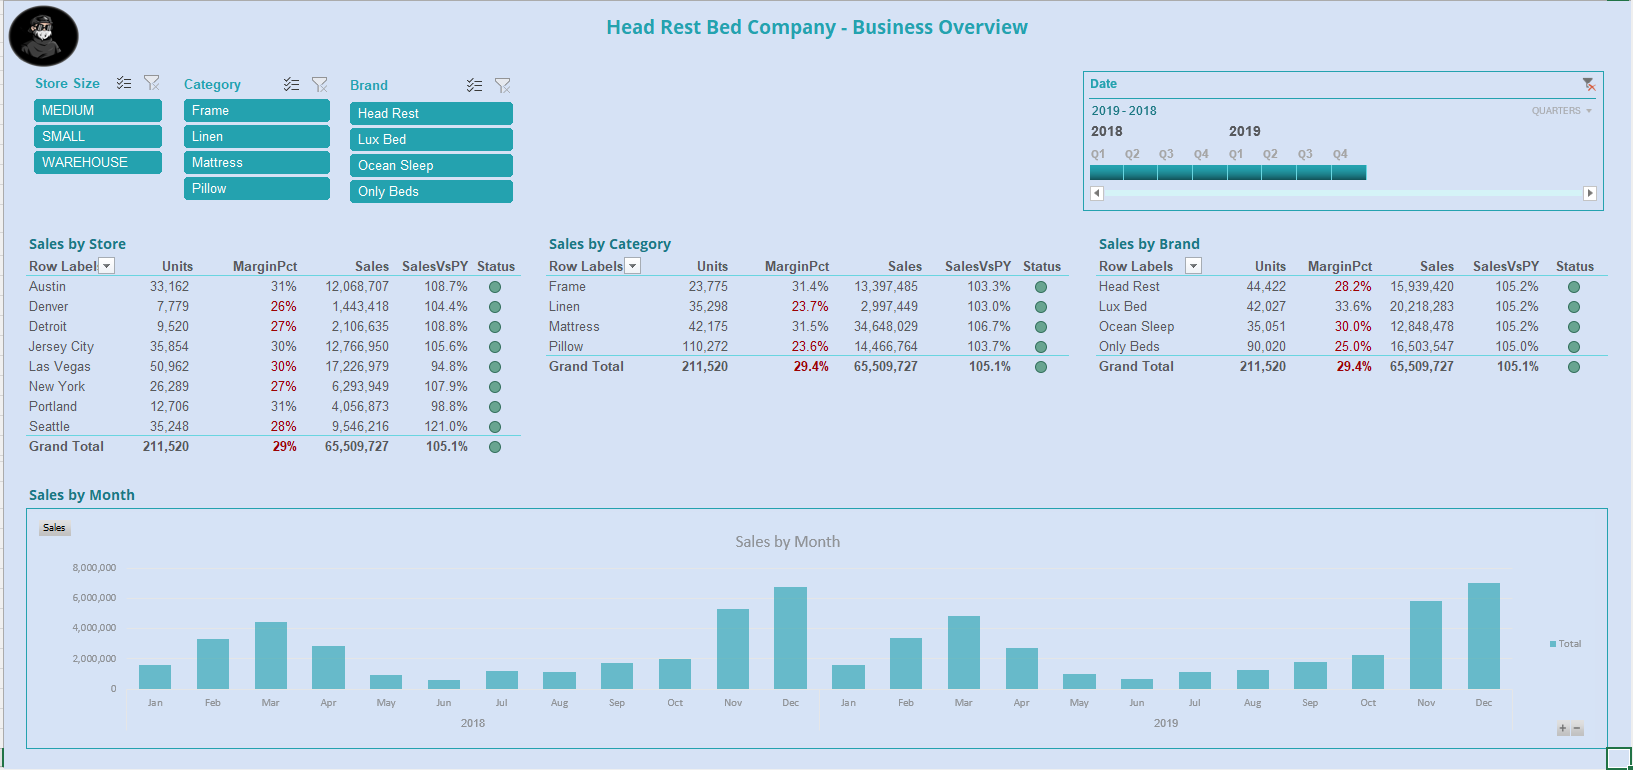 Head Rest Bed Company - Business Overview
Store Size
MEDIUM
SMALL
WAREHOUSE
Category
Frame
Linen
Mattress
Pillow
Brand
Head Rest
Lux Bed
Ocean Sleep
Only Beds
Date
2019 - 2018
QUARTERS
2018 2019
Q1 Q2 Q3 Q4 Q1 Q2 Q3 Q4
Sales by Store
Row Label Units MarginPct Sales SalesVsPY Status
Austin 33,162 31% 12,068,707 108.7%
Denver 7,779 26% 1,443,418 104.4%
Detroit 9,520 27% 2,106,635 108.8%
Jersey City 35,854 30% 12,766,950 105.6%
Las Vegas 50,962 30% 17,226,979 94.8%
New York 26,289 27% 6,293,949 107.9%
Portland 12,706 31% 4,056,873 98.8%
Seattle 35,248 28% 9,546,216 121.0%
Grand Total 211,520 29% 65,509,727 105.1%
Sales by Category
Row Labels Units MarginPct Sales SalesVsPY Status
Frame 23,775 31.4% 13,397,485 103.3%
Linen 35,298 23.7% 2,997,449 103.0%
Mattress 42,175 31.5% 34,648,029 106.7%
Pillow 110,272 23.6% 14,466,764 103.7%
Grand Total 211,520 29.4% 65,509,727 105.1%
Sales by Brand
Row Labels Units MarginPct Sales SalesVsPY Status
Head Rest 44,422 28.2% 15,939,420 105.2%
Lux Bed 42,027 33.6% 20,218,283 105.2%
Ocean Sleep 35,051 30.0% 12,848,478 105.2%
Only Beds 90,020 25.0% 16,503,547 105.0%
Grand Total 211,520 29.4% 65,509,727 105.1%
Sales by Month
Sales
Sales by Month
8,000,000
6,000,000
4,000,000
2,000,000
0
Jan Feb Mar Apr May Jun Jul Aug Sep Oct Nov Dec Jan Feb Mar Apr May Jun Jul Aug Sep Oct Nov Dec
2018 2019
Total
+ −